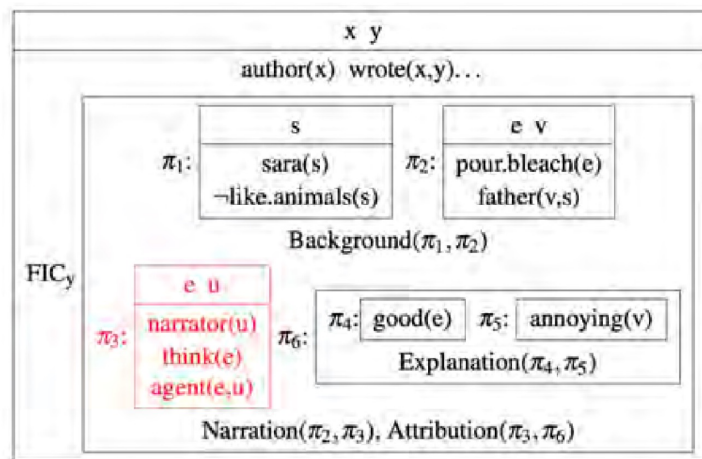 x y
author(x) wrote(x,y)…
s
π₁:
sara(s)
¬like.animals(s)
e v
π₂:
pour.bleach(e)
father(v,s)
Background(π₁,π₂)
FICy
e u
π₃:
narrator(u)
think(e)
agent(e,u)
π₆:
π₄: good(e) π₅: annoying(v)
Explanation(π₄,π₅)
Narration(π₂,π₃), Attribution(π₃,π₆)